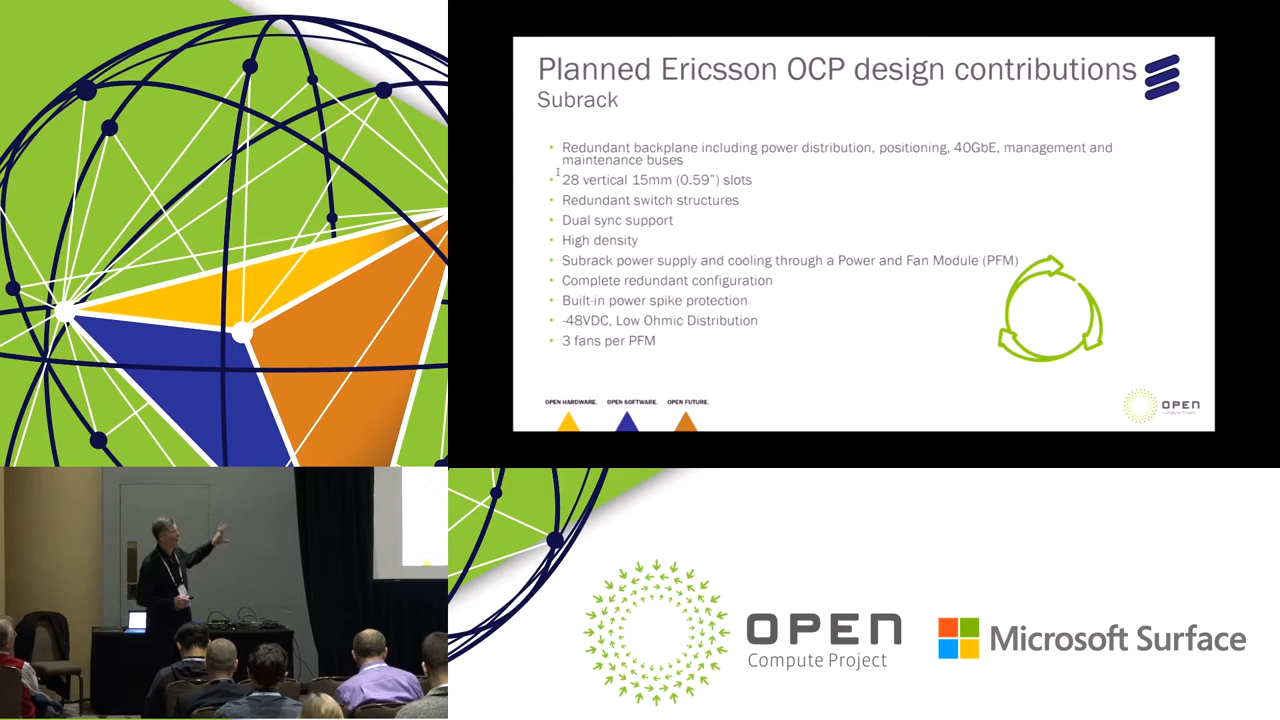 Planned Ericsson OCP design contributions
Subrack
• Redundant backplane including power distribution, positioning, 40GbE, management and
maintenance buses
• 28 vertical 15mm (0.59”) slots
• Redundant switch structures
• Dual sync support
• High density
• Subrack power supply and cooling through a Power and Fan Module (PFM)
• Complete redundant configuration
• Built-in power spike protection
• -48VDC, Low Ohmic Distribution
• 3 fans per PFM
OPEN HARDWARE. OPEN SOFTWARE. OPEN FUTURE.
OPEN
Compute Project
OPEN
Compute Project
Microsoft Surface